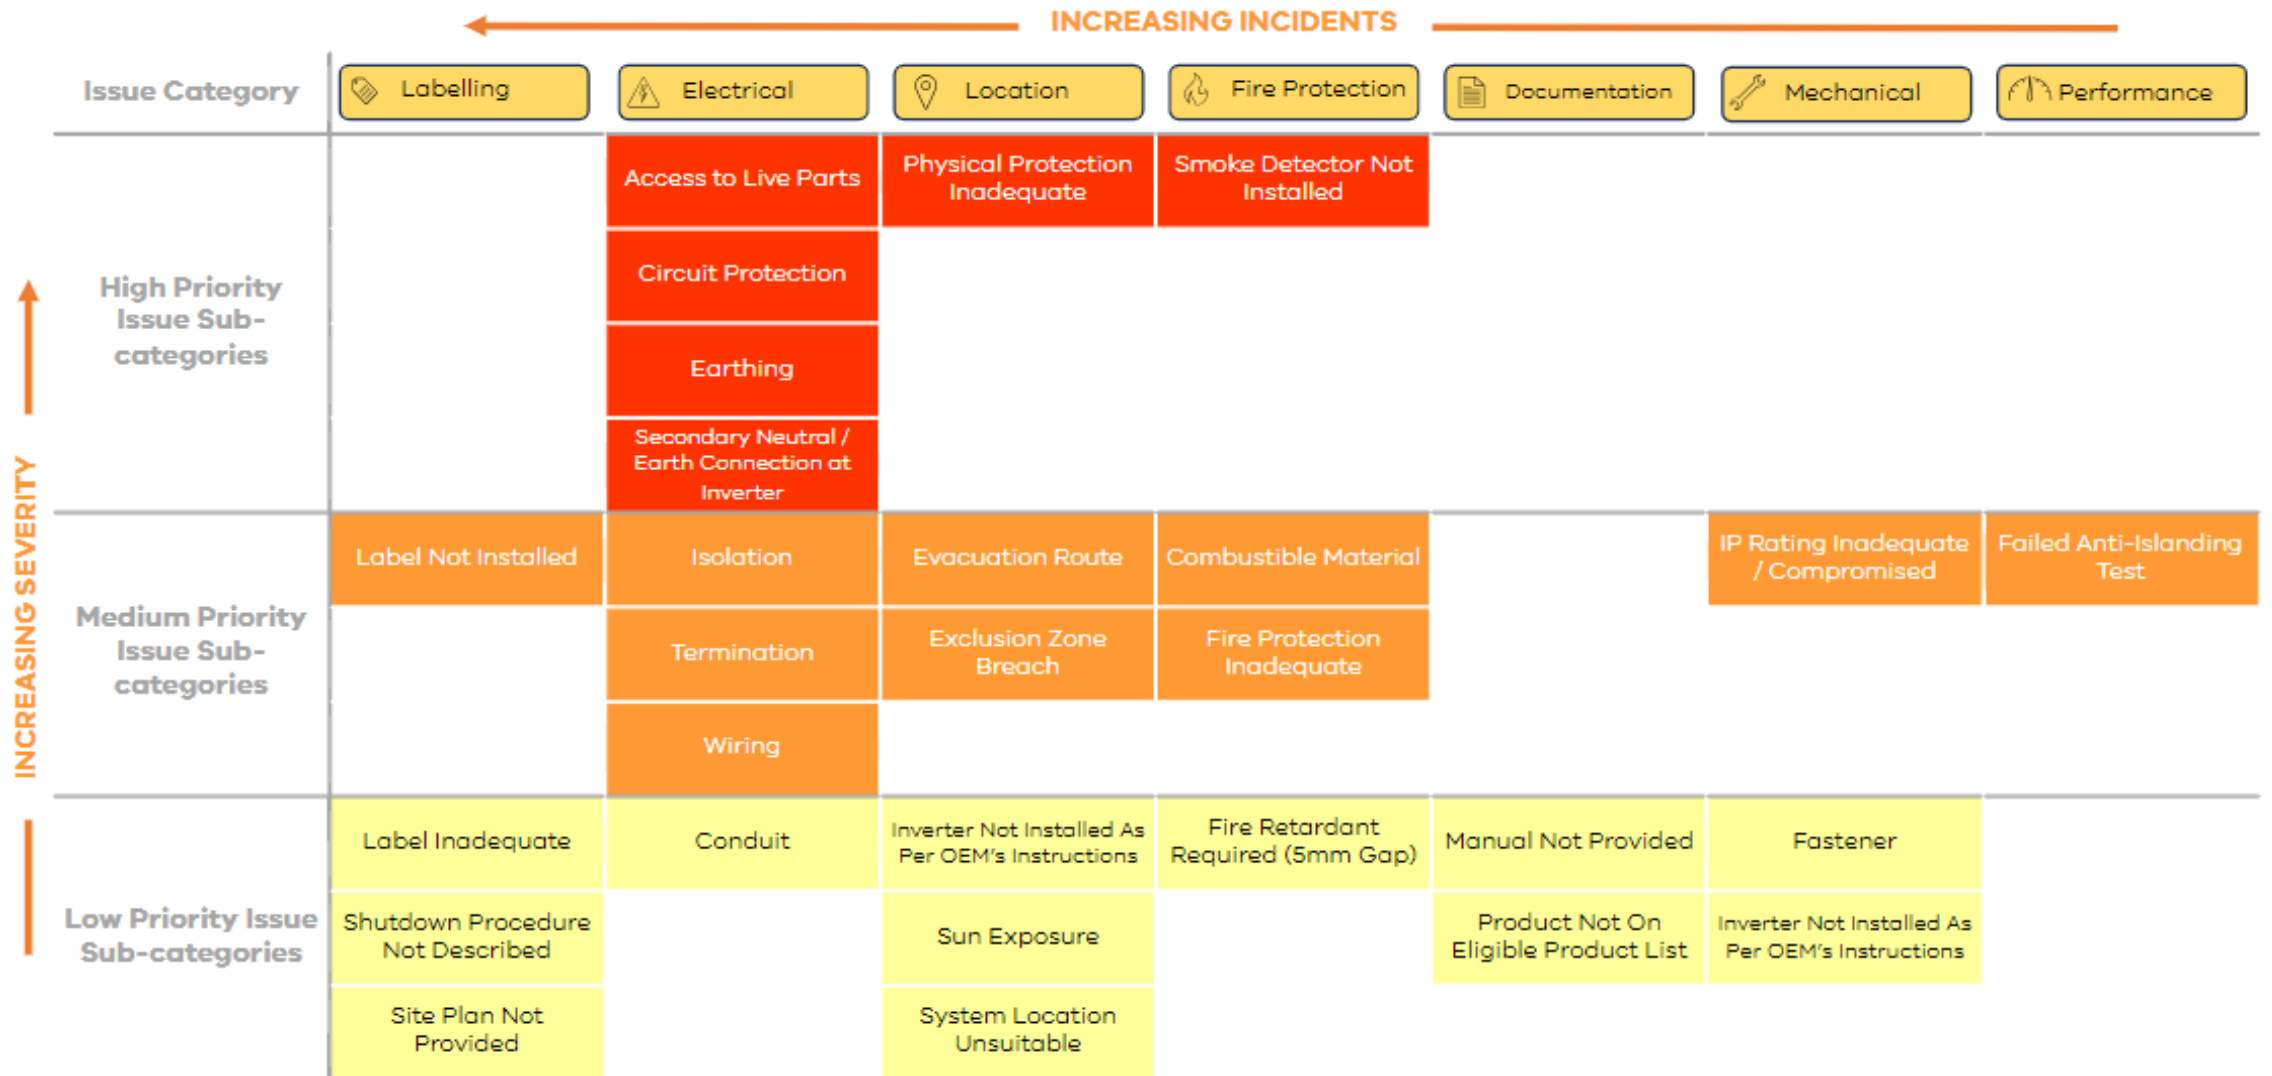 INCREASING INCIDENTS
Issue Category
Labelling
Electrical
Location
Fire Protection
Documentation
Mechanical
Performance
INCREASING SEVERITY
High Priority
Issue Sub-
categories
Access to Live Parts
Physical Protection
Inadequate
Smoke Detector Not
Installed
Circuit Protection
Earthing
Secondary Neutral /
Earth Connection at
Inverter
Medium Priority
Issue Sub-
categories
Label Not Installed
Isolation
Evacuation Route
Combustible Material
IP Rating Inadequate
/ Compromised
Failed Anti-Islanding
Test
Termination
Exclusion Zone
Breach
Fire Protection
Inadequate
Wiring
Low Priority Issue
Sub-categories
Label Inadequate
Conduit
Inverter Not Installed As
Per OEM's Instructions
Fire Retardant
Required (5mm Gap)
Manual Not Provided
Fastener
Shutdown Procedure
Not Described
Sun Exposure
Product Not On
Eligible Product List
Inverter Not Installed As
Per OEM's Instructions
Site Plan Not
Provided
System Location
Unsuitable